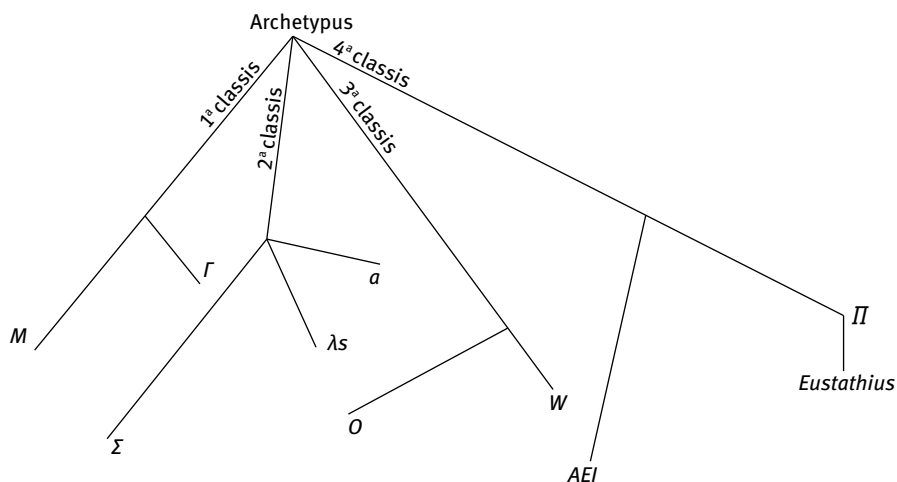 Archetypus
1ᵃ classis
2ᵃ classis
3ᵃ classis
4ᵃ classis
Γ
a
M
λs
Π
Eustathius
O
W
Σ
AEI